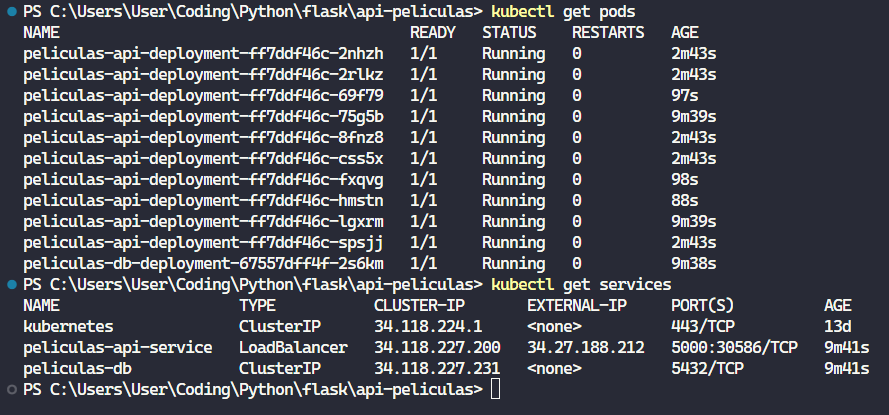 PS C:\Users\User\Coding\Python\flask\api-peliculas> kubectl get pods
NAME                                       READY   STATUS    RESTARTS   AGE
peliculas-api-deployment-ff7ddf46c-2nhzh   1/1     Running   0          2m43s
peliculas-api-deployment-ff7ddf46c-2rlkz   1/1     Running   0          2m43s
peliculas-api-deployment-ff7ddf46c-69f79   1/1     Running   0          97s
peliculas-api-deployment-ff7ddf46c-75g5b   1/1     Running   0          9m39s
peliculas-api-deployment-ff7ddf46c-8fnz8   1/1     Running   0          2m43s
peliculas-api-deployment-ff7ddf46c-css5x   1/1     Running   0          2m43s
peliculas-api-deployment-ff7ddf46c-fxqvg   1/1     Running   0          98s
peliculas-api-deployment-ff7ddf46c-hmstn   1/1     Running   0          88s
peliculas-api-deployment-ff7ddf46c-lgxrm   1/1     Running   0          9m39s
peliculas-api-deployment-ff7ddf46c-spsjj   1/1     Running   0          2m43s
peliculas-db-deployment-67557dff4f-2s6km   1/1     Running   0          9m38s
PS C:\Users\User\Coding\Python\flask\api-peliculas> kubectl get services
NAME                    TYPE           CLUSTER-IP       EXTERNAL-IP     PORT(S)          AGE
kubernetes              ClusterIP      34.118.224.1     <none>          443/TCP          13d
peliculas-api-service   LoadBalancer   34.118.227.200   34.27.188.212   5000:30586/TCP   9m41s
peliculas-db            ClusterIP      34.118.227.231   <none>          5432/TCP         9m41s
PS C:\Users\User\Coding\Python\flask\api-peliculas>